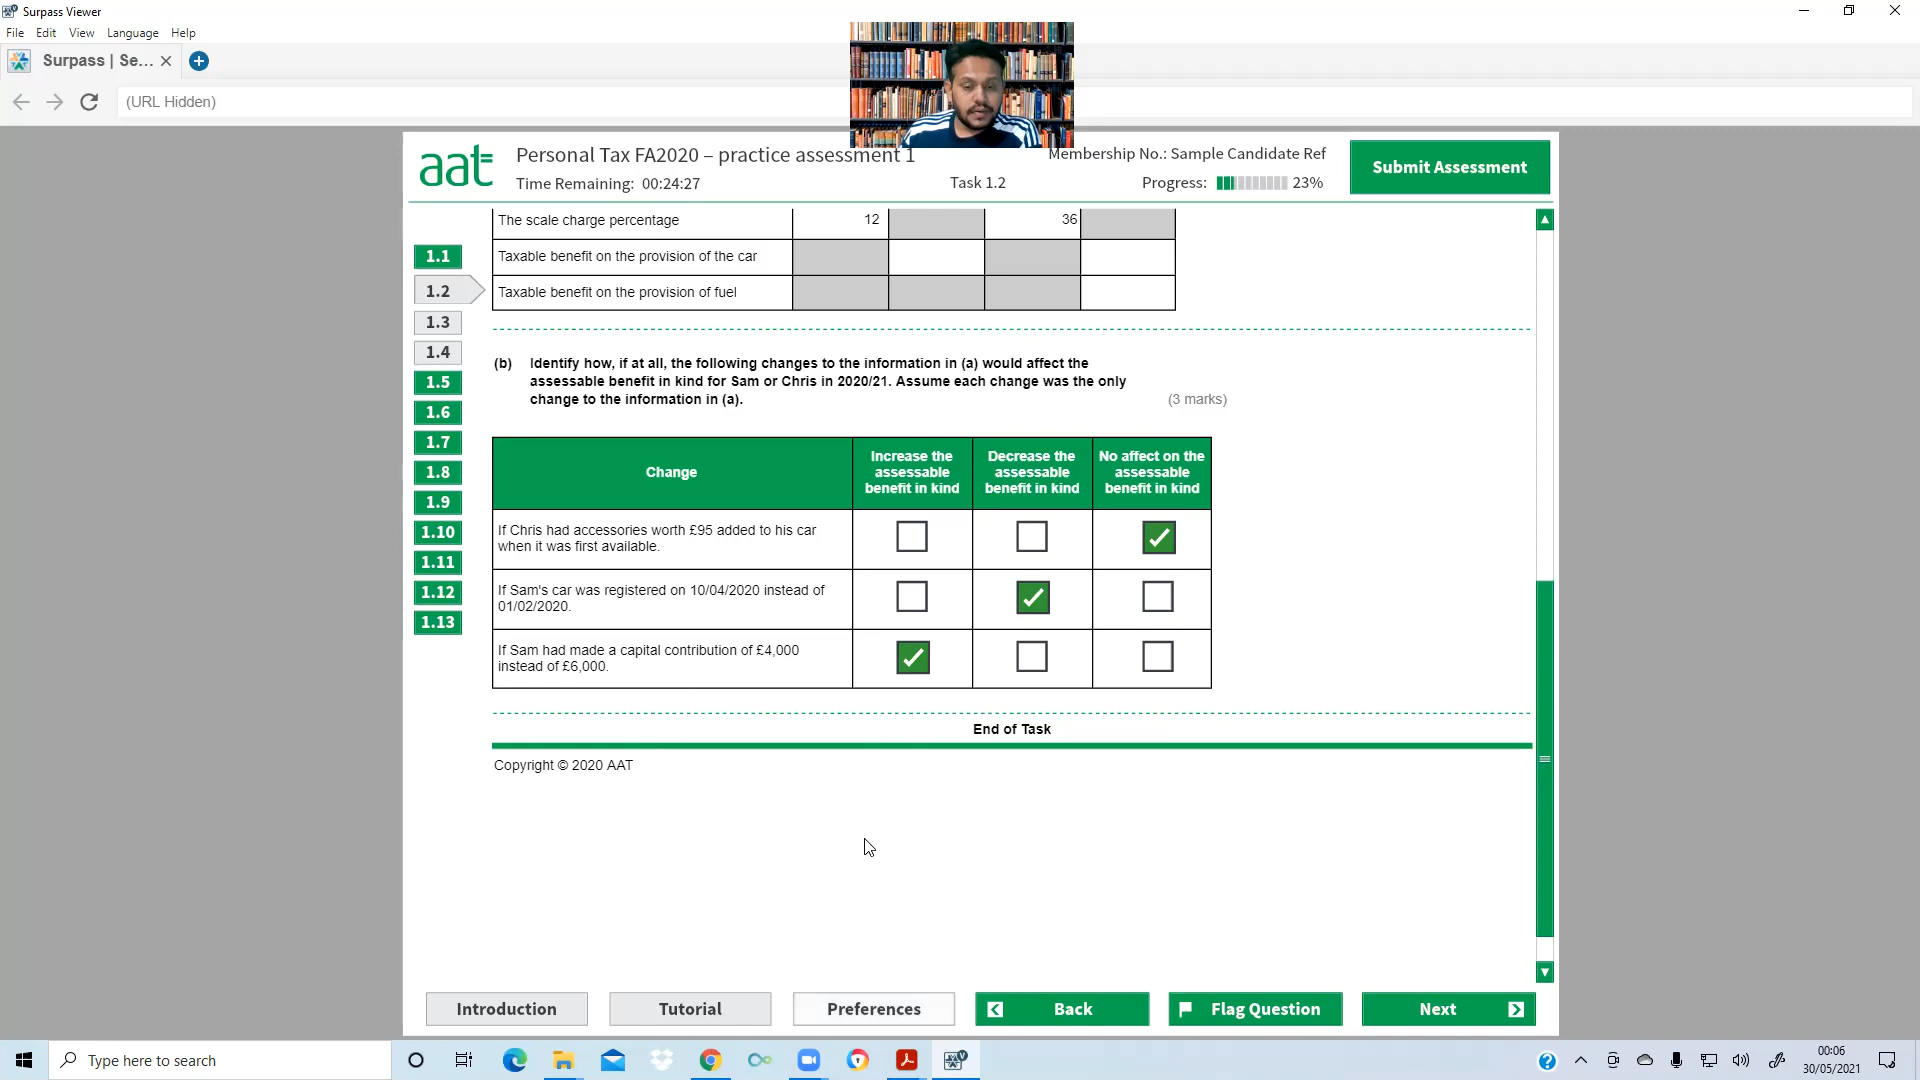 Surpass Viewer
File Edit View Language Help
Surpass | Se...
(URL Hidden)
aat
Personal Tax FA2020 – practice assessment 1
Membership No.: Sample Candidate Ref
Submit Assessment
Time Remaining: 00:24:27
Task 1.2
Progress: 23%
The scale charge percentage 12 36
Taxable benefit on the provision of the car
Taxable benefit on the provision of fuel
1.1
1.2
1.3
1.4
1.5
1.6
1.7
1.8
1.9
1.10
1.11
1.12
1.13
(b) Identify how, if at all, the following changes to the information in (a) would affect the
assessable benefit in kind for Sam or Chris in 2020/21. Assume each change was the only
change to the information in (a). (3 marks)
Change
Increase the
assessable
benefit in kind
Decrease the
assessable
benefit in kind
No affect on the
assessable
benefit in kind
If Chris had accessories worth £95 added to his car
when it was first available.
If Sam's car was registered on 10/04/2020 instead of
01/02/2020.
If Sam had made a capital contribution of £4,000
instead of £6,000.
End of Task
Copyright © 2020 AAT
Introduction Tutorial Preferences Back Flag Question Next
Type here to search
00:06
30/05/2021